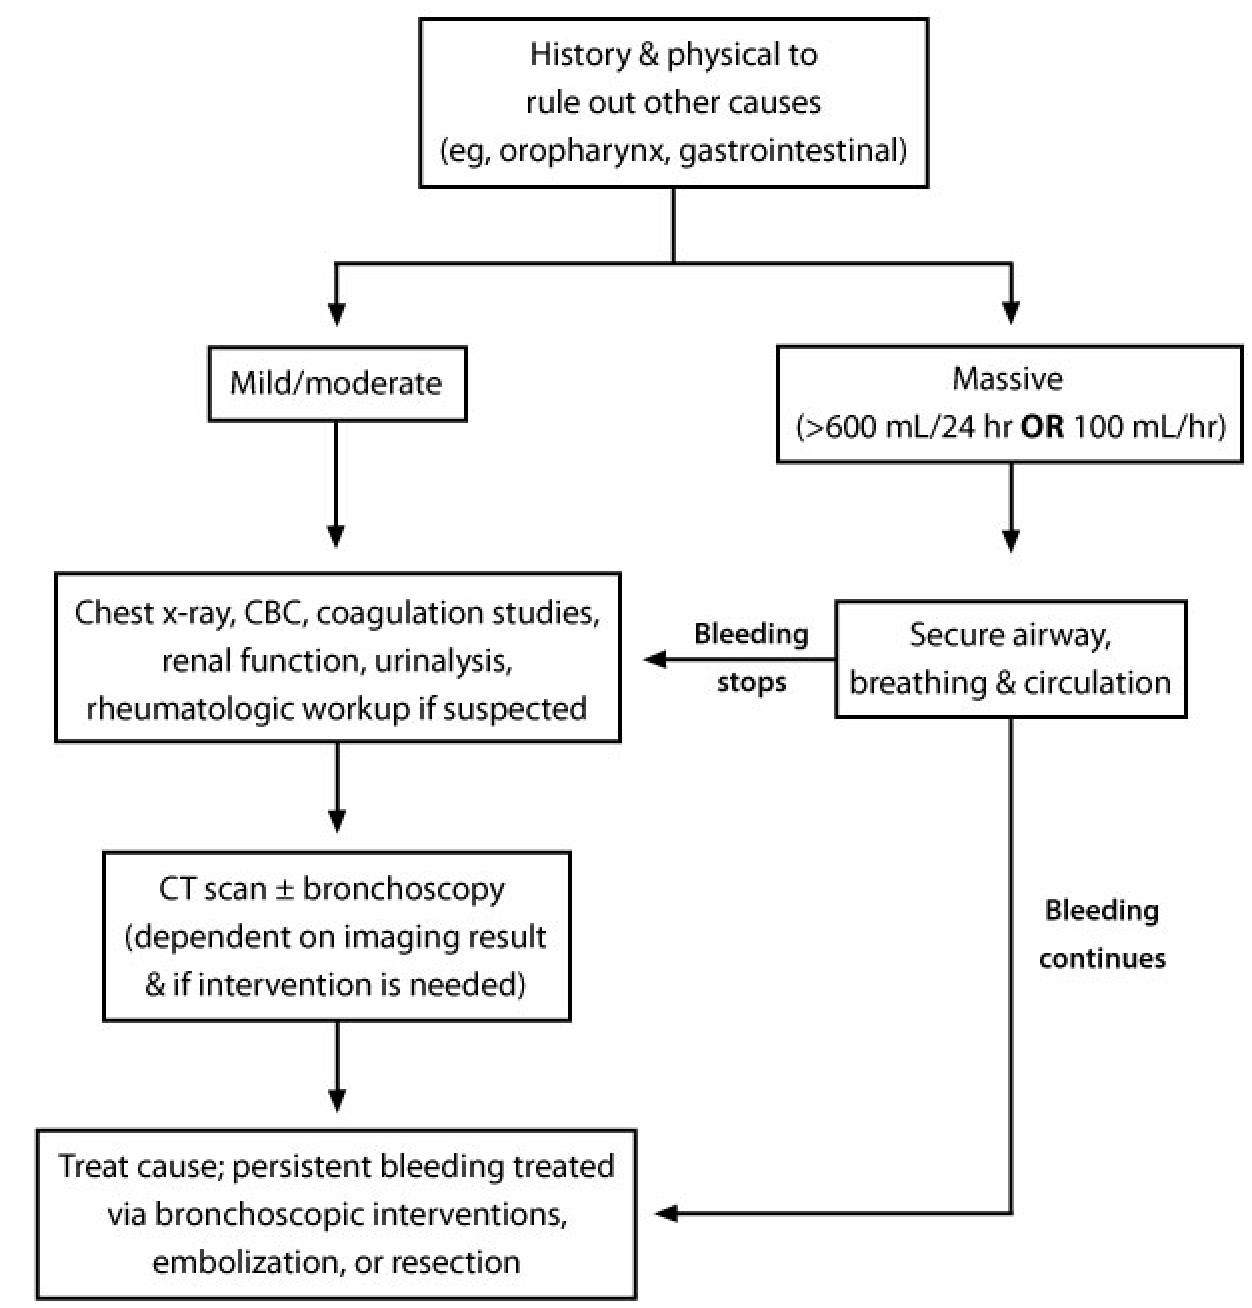 History & physical to
rule out other causes
(eg, oropharynx, gastrointestinal)
Mild/moderate
Massive
(>600 mL/24 hr OR 100 mL/hr)
Chest x-ray, CBC, coagulation studies,
renal function, urinalysis,
rheumatologic workup if suspected
Bleeding
stops
Secure airway,
breathing & circulation
CT scan ± bronchoscopy
(dependent on imaging result
& if intervention is needed)
Bleeding
continues
Treat cause; persistent bleeding treated
via bronchoscopic interventions,
embolization, or resection